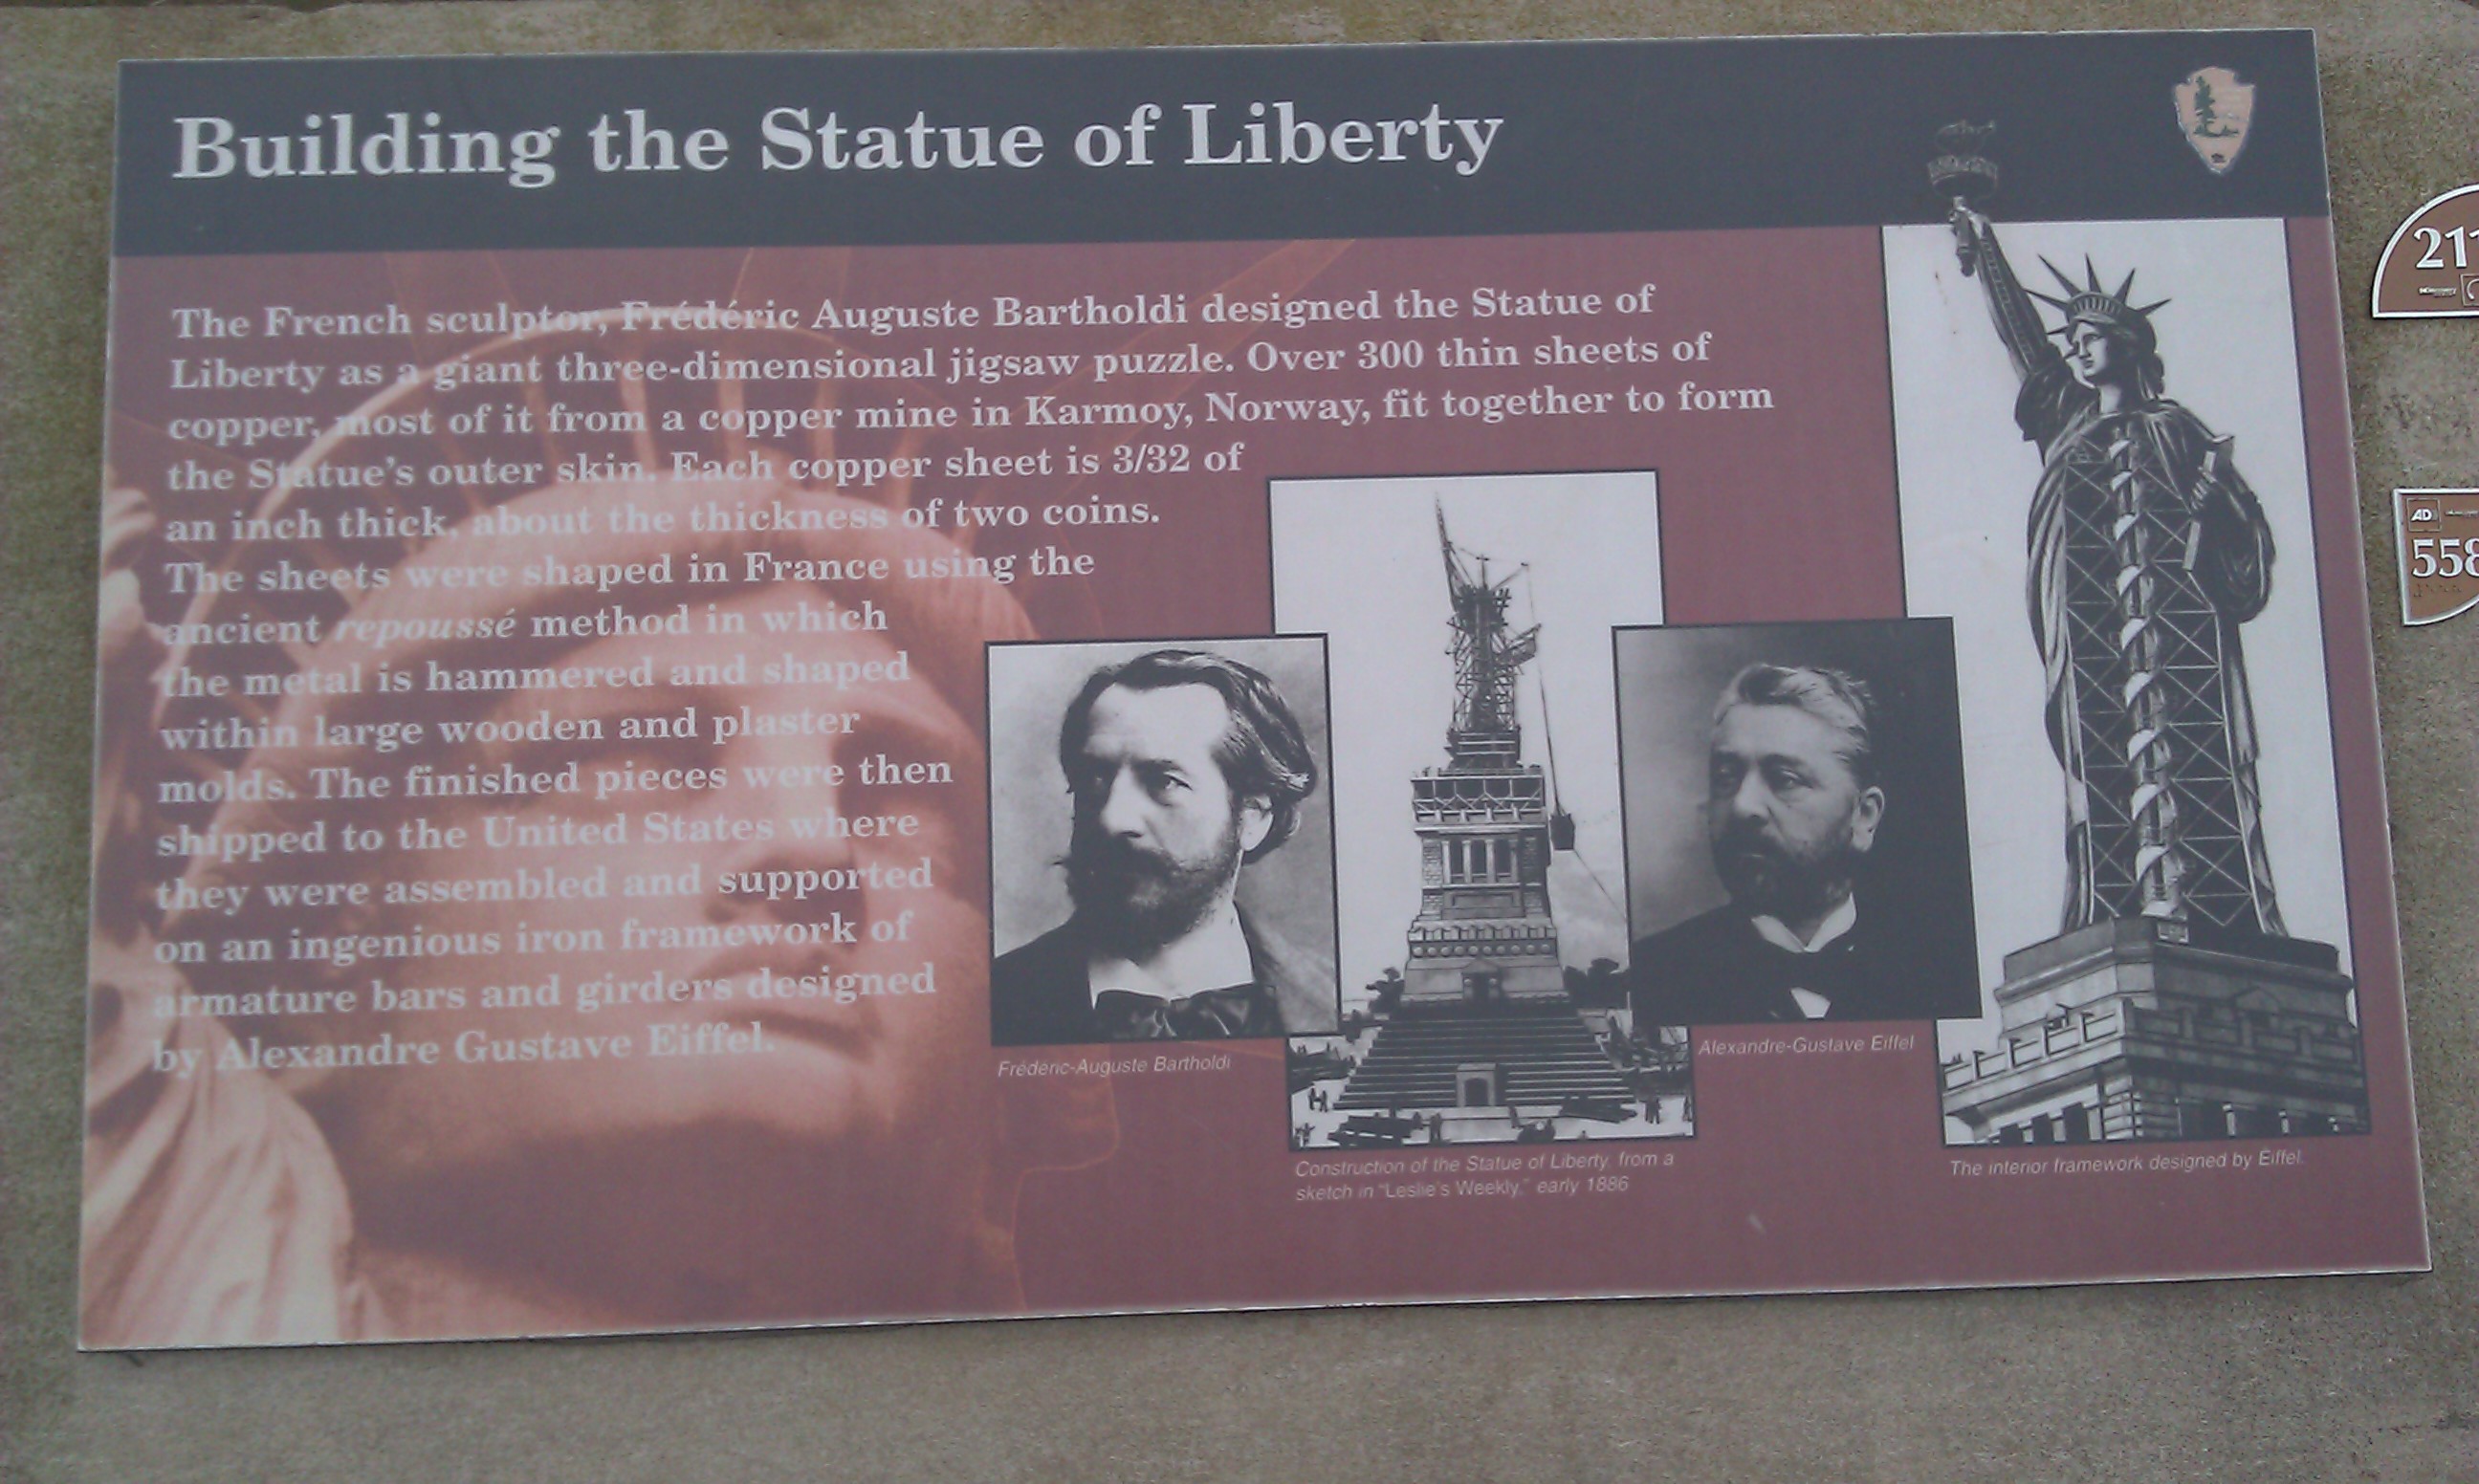 Building the Statue of Liberty
The French sculptor, Frédéric Auguste Bartholdi designed the Statue of
Liberty as a giant three-dimensional jigsaw puzzle. Over 300 thin sheets of
copper, most of it from a copper mine in Karmoy, Norway, fit together to form
the Statue's outer skin. Each copper sheet is 3/32 of
an inch thick, about the thickness of two coins.
The sheets were shaped in France using the
ancient repoussé method in which
the metal is hammered and shaped
within large wooden and plaster
molds. The finished pieces were then
shipped to the United States where
they were assembled and supported
on an ingenious iron framework of
armature bars and girders designed
by Alexandre Gustave Eiffel.
Frédéric-Auguste Bartholdi
Construction of the Statue of Liberty from a
sketch in "Leslie's Weekly," early 1886
Alexandre-Gustave Eiffel
The interior framework designed by Eiffel.
211
AD
558